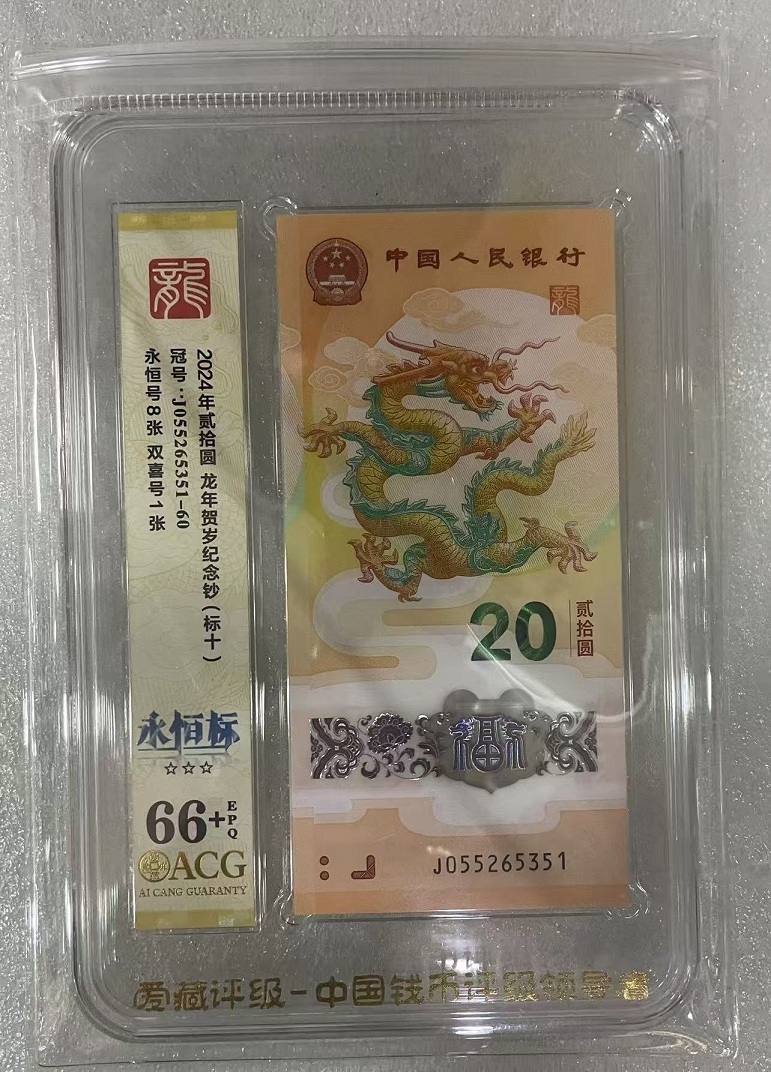 龍
2024年贰拾圆 龙年贺岁纪念钞（标十）
冠号：J055265351-60
永恒号8张 双喜号1张
永恒标
☆☆☆
66+EPQ
ACG
AI CANG GUARANTY
中国人民银行
龍
20 贰拾圆
福
J055265351
爱藏评级-中国钱币评级领导者